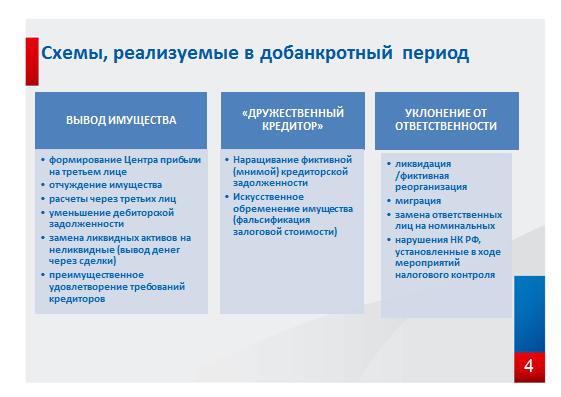 Схемы, реализуемые в добанкротный период
ВЫВОД ИМУЩЕСТВА
• формирование Центра прибыли
на третьем лице
• отчуждение имущества
• расчеты через третьих лиц
• уменьшение дебиторской
задолженности
• замена ликвидных активов на
неликвидные (вывод денег
через сделки)
• преимущественное
удовлетворение требований
кредиторов
«ДРУЖЕСТВЕННЫЙ
КРЕДИТОР»
• Наращивание фиктивной
(мнимой) кредиторской
задолженности
• Искусственное
обременение имущества
(фальсификация
залоговой стоимости)
УКЛОНЕНИЕ ОТ
ОТВЕТСТВЕННОСТИ
• ликвидация
/фиктивная
реорганизация
• миграция
• замена ответственных
лиц на номинальных
• нарушения НК РФ,
установленные в ходе
мероприятий
налогового контроля
4